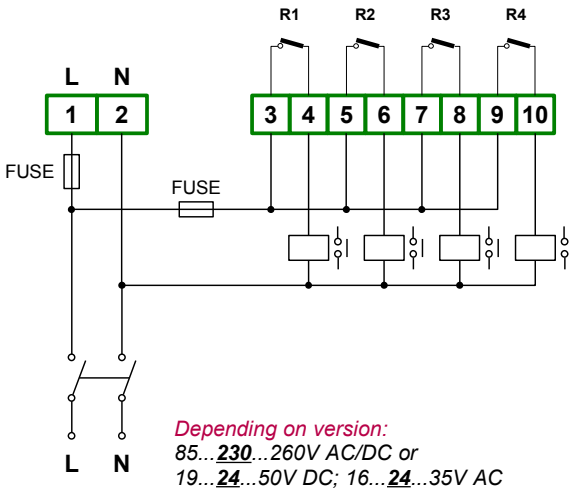 R1 R2 R3 R4
L N
1 2 3 4 5 6 7 8 9 10
FUSE
FUSE
L N
Depending on version:
85...230...260V AC/DC or
19...24...50V DC; 16...24...35V AC